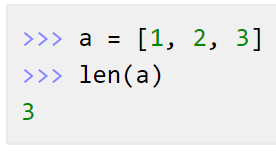 >>> a = [1, 2, 3]
>>> len(a)
3